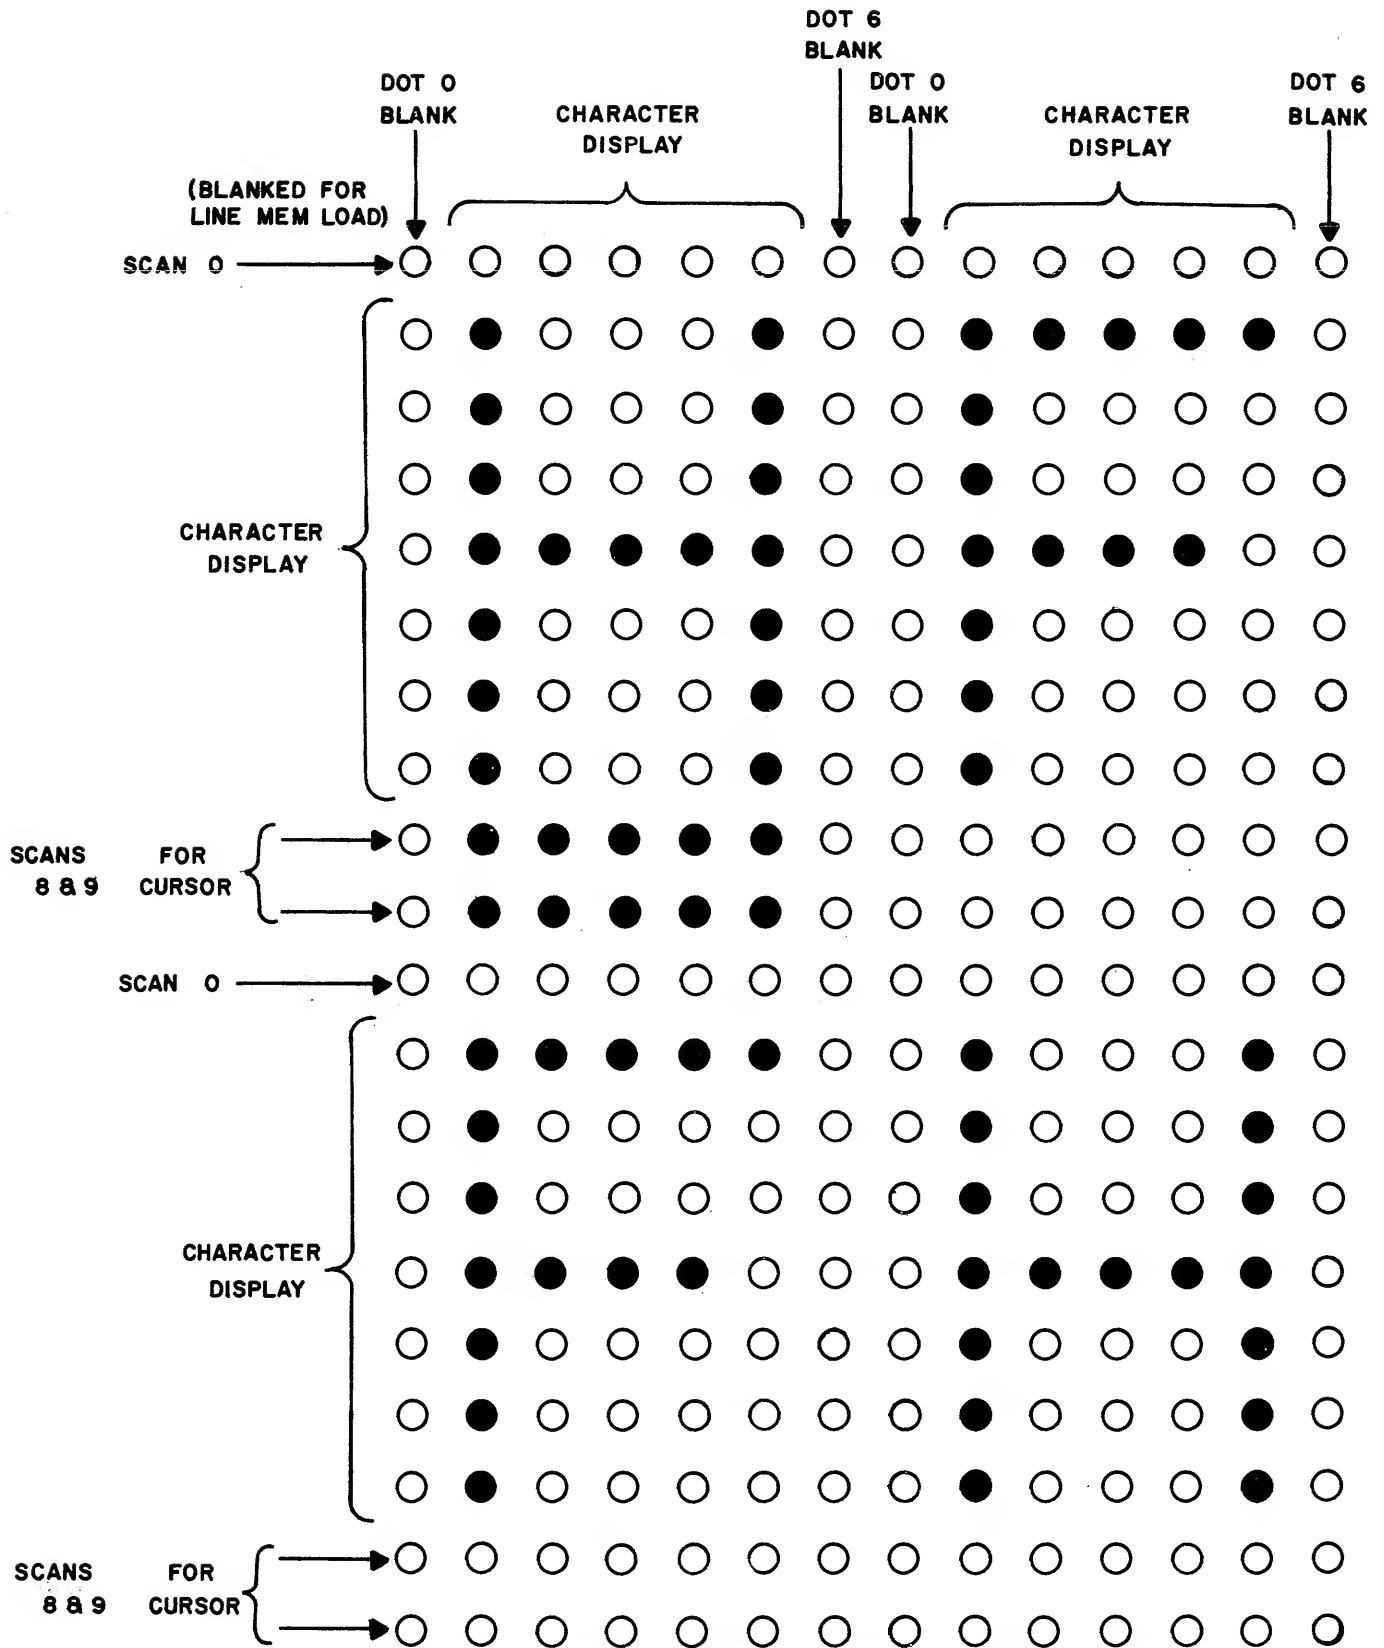 DOT 6
BLANK
DOT 0
BLANK
CHARACTER
DISPLAY
DOT 0
BLANK
CHARACTER
DISPLAY
DOT 6
BLANK
(BLANKED FOR
LINE MEM LOAD)
SCAN 0
CHARACTER
DISPLAY
SCANS FOR
8 & 9 CURSOR
SCAN 0
CHARACTER
DISPLAY
SCANS FOR
8 & 9 CURSOR